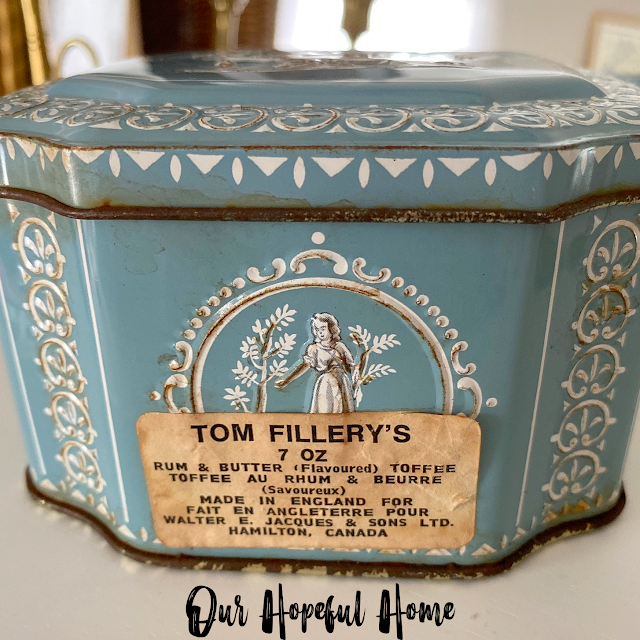 TOM FILLERY'S
7 OZ
RUM & BUTTER (Flavoured) TOFFEE
TOFFEE AU RHUM & BEURRE
(Savoureux)
MADE IN ENGLAND FOR
FAIT EN ANGLETERRE POUR
WALTER E. JACQUES & SONS LTD.
HAMILTON, CANADA
Our Hopeful Home